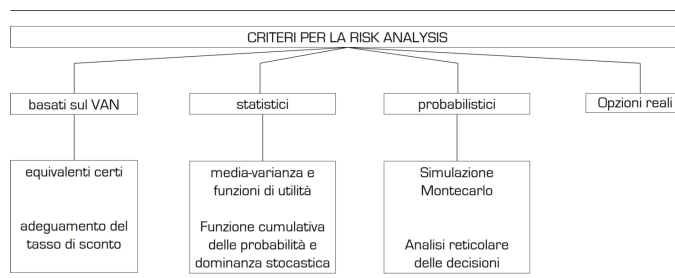 CRITERI PER LA RISK ANALYSIS
basati sul VAN
statistici
probabilistici
Opzioni reali
equivalenti certi
adeguamento del
tasso di sconto
media-varianza e
funzioni di utilità
Funzione cumulativa
delle probabilità e
dominanza stocastica
Simulazione
Montecarlo
Analisi reticolare
delle decisioni